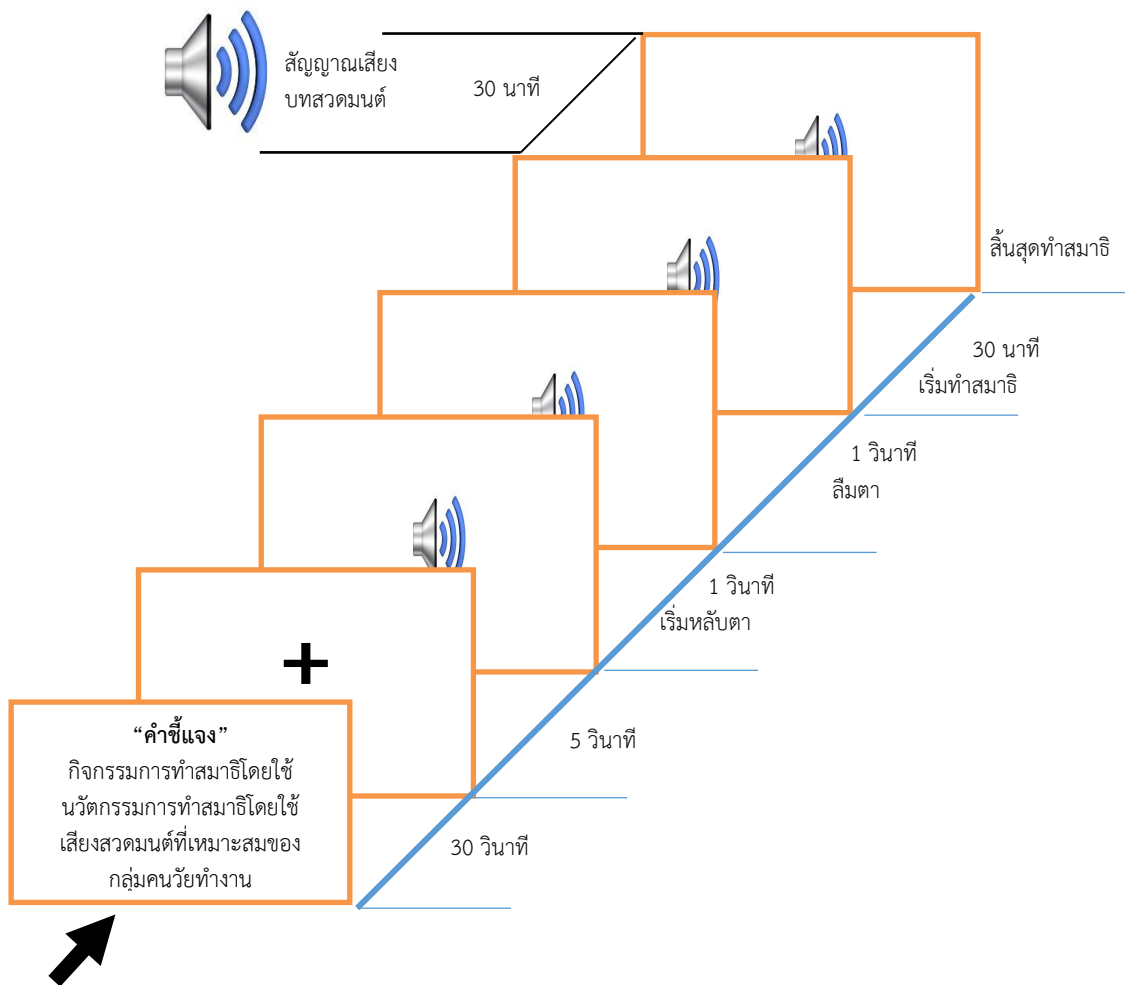 สัญญาณเสียง
บทสวดมนต์
30 นาที
สิ้นสุดทำสมาธิ
30 นาที
เริ่มทำสมาธิ
1 วินาที
ลืมตา
1 วินาที
เริ่มหลับตา
5 วินาที
30 วินาที
+
“คำชี้แจง”
กิจกรรมการทำสมาธิโดยใช้
นวัตกรรมการทำสมาธิโดยใช้
เสียงสวดมนต์ที่เหมาะสมของ
กลุ่มคนวัยทำงาน